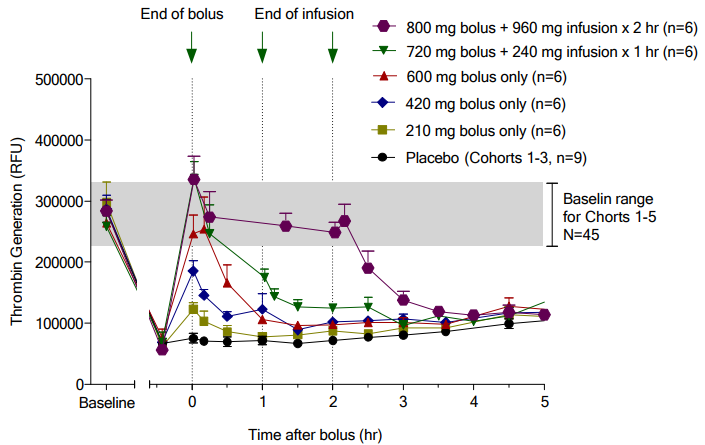 End of bolus
End of infusion
800 mg bolus + 960 mg infusion x 2 hr (n=6)
720 mg bolus + 240 mg infusion x 1 hr (n=6)
600 mg bolus only (n=6)
420 mg bolus only (n=6)
210 mg bolus only (n=6)
Placebo (Cohorts 1-3, n=9)
Thrombin Generation (RFU)
500000
400000
300000
200000
100000
0
Baselin range
for Chorts 1-5
N=45
Baseline
0
1
2
3
4
5
Time after bolus (hr)